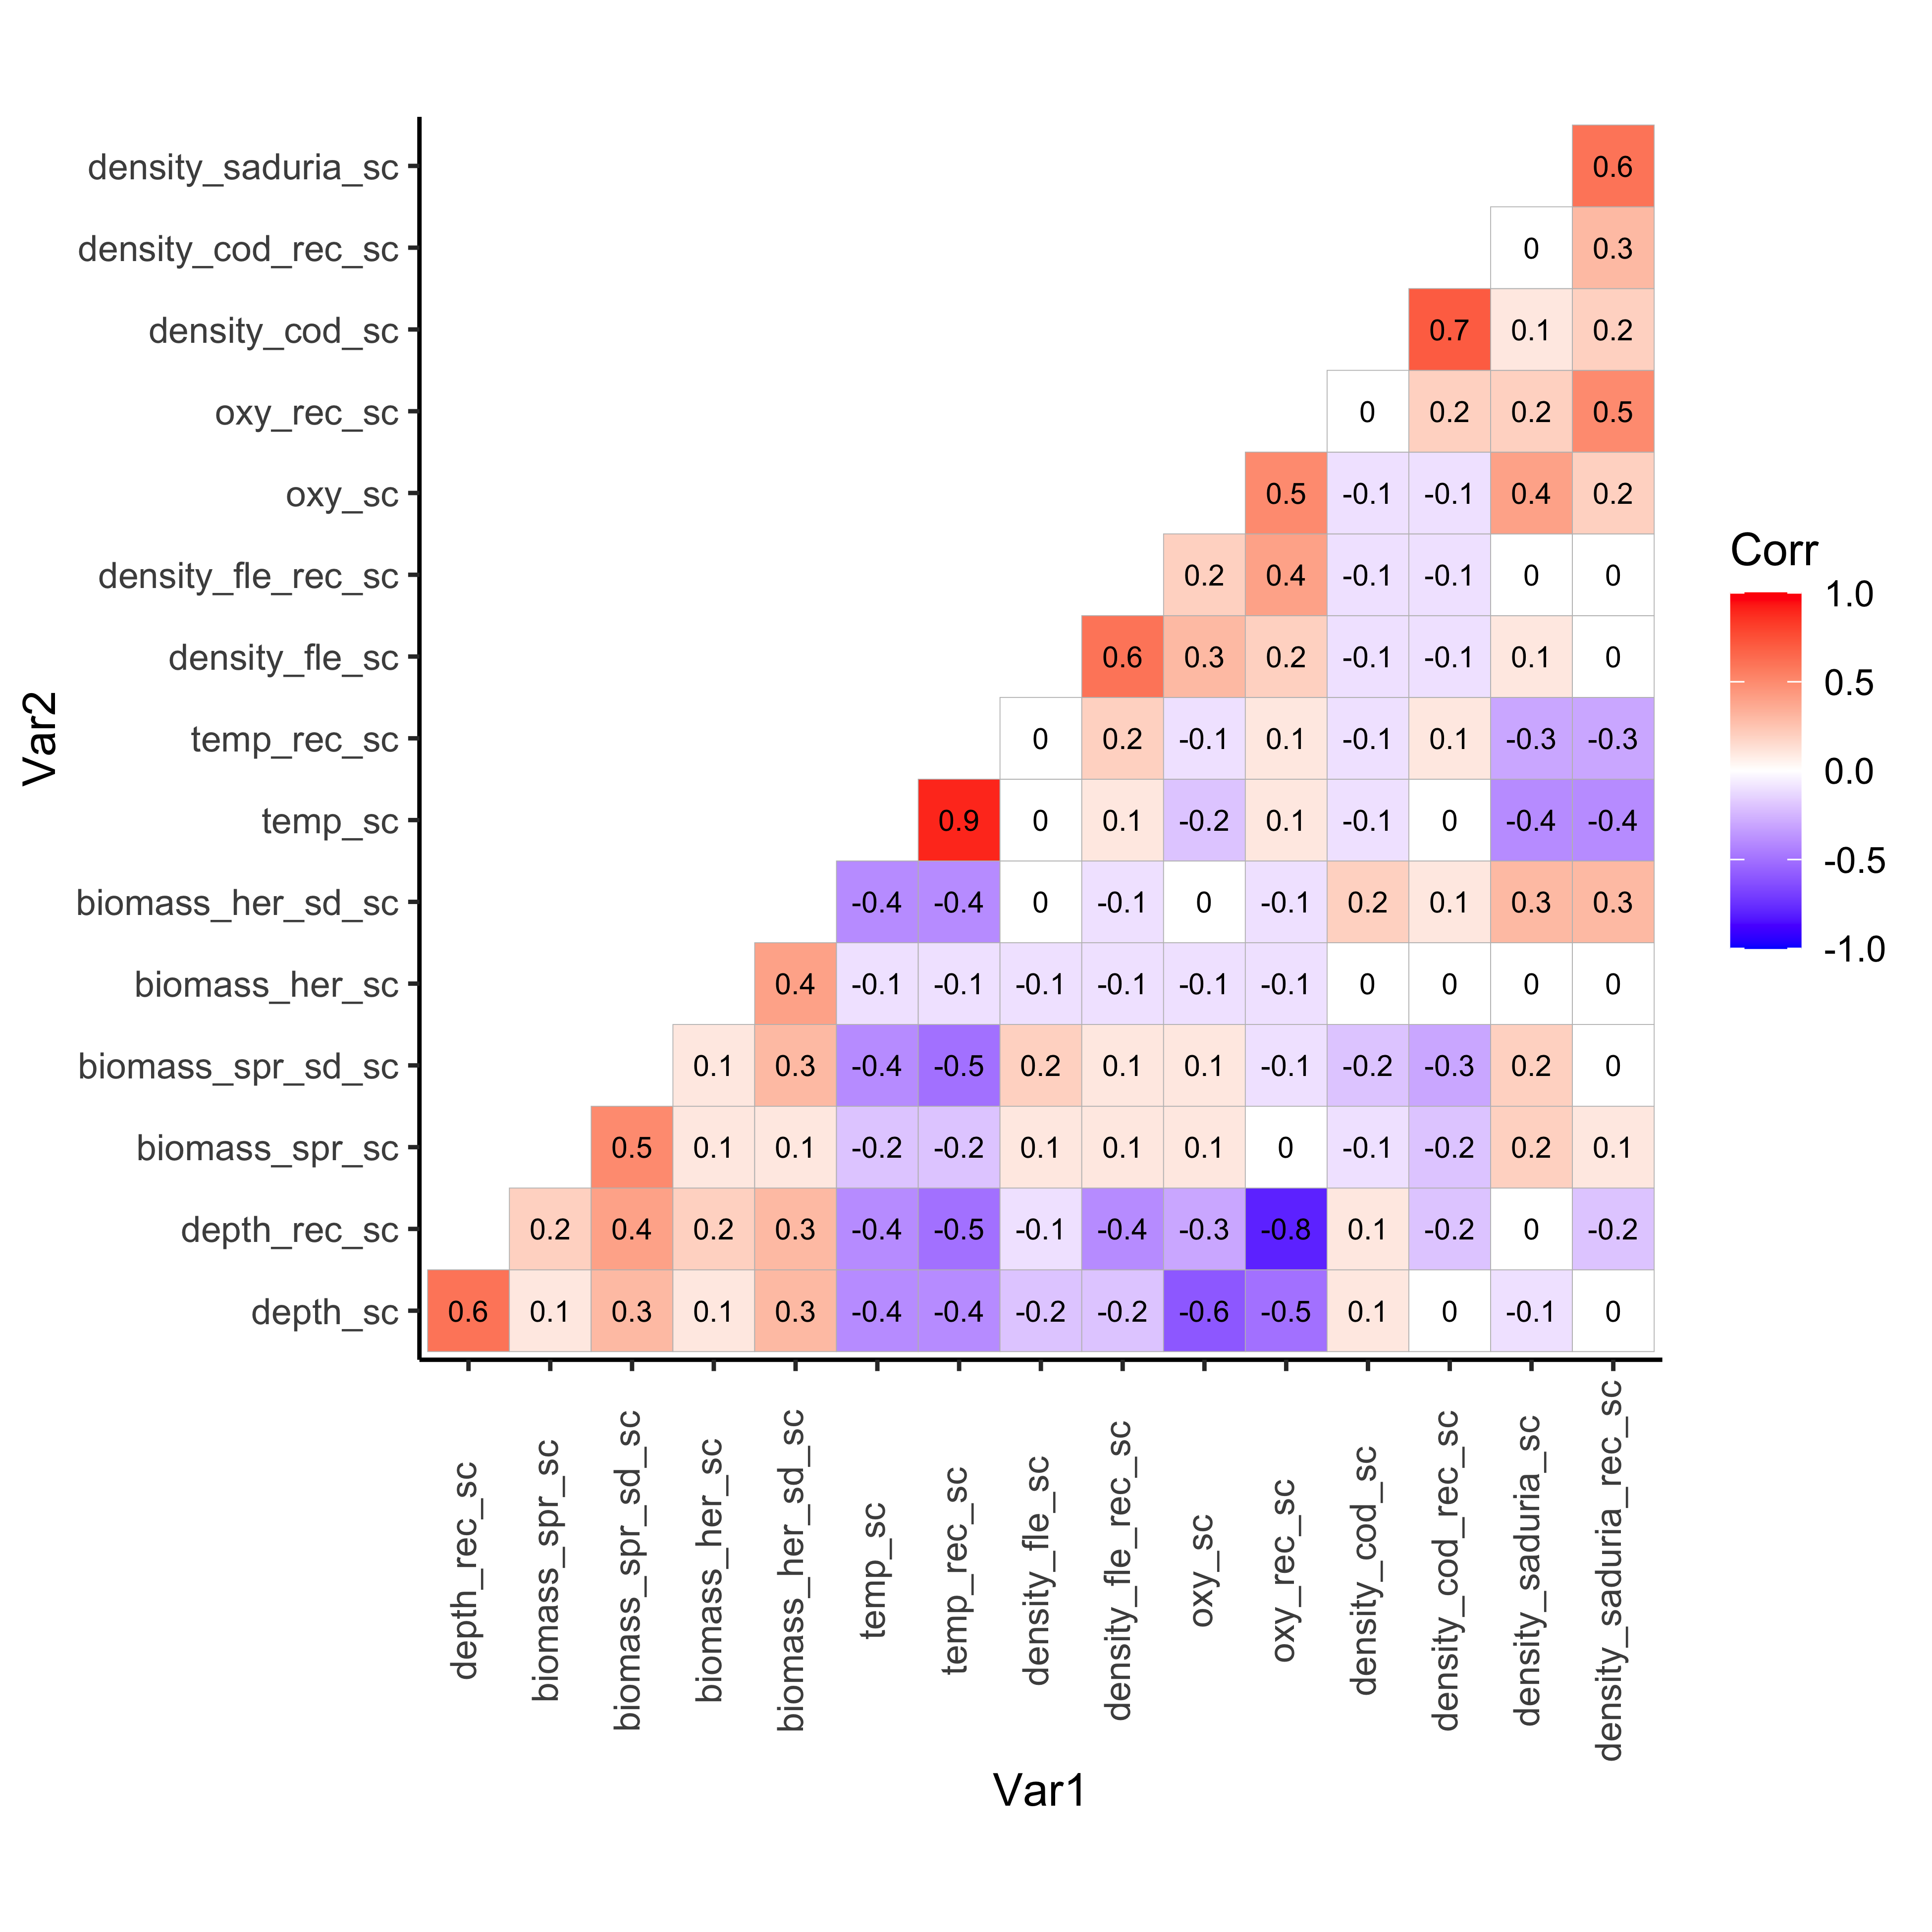 density_saduria_sc 0.6
density_cod_rec_sc 0 0.3
density_cod_sc 0.7 0.1 0.2
oxy_rec_sc 0 0.2 0.2 0.5
oxy_sc 0.5 -0.1 -0.1 0.4 0.2
density_fle_rec_sc 0.2 0.4 -0.1 -0.1 0 0
density_fle_sc 0.6 0.3 0.2 -0.1 -0.1 0.1 0
temp_rec_sc 0 0.2 -0.1 0.1 -0.1 0.1 -0.3 -0.3
temp_sc 0.9 0 0.1 -0.2 0.1 -0.1 0 -0.4 -0.4
biomass_her_sd_sc -0.4 -0.4 0 -0.1 0 -0.1 0.2 0.1 0.3 0.3
biomass_her_sc 0.4 -0.1 -0.1 -0.1 -0.1 -0.1 -0.1 0 0 0 0
biomass_spr_sd_sc 0.1 0.3 -0.4 -0.5 0.2 0.1 0.1 -0.1 -0.2 -0.3 0.2 0
biomass_spr_sc 0.5 0.1 0.1 -0.2 -0.2 0.1 0.1 0.1 0 -0.1 -0.2 0.2 0.1
depth_rec_sc 0.2 0.4 0.2 0.3 -0.4 -0.5 -0.1 -0.4 -0.3 -0.8 0.1 -0.2 0 -0.2
depth_sc 0.6 0.1 0.3 0.1 0.3 -0.4 -0.4 -0.2 -0.2 -0.6 -0.5 0.1 0 -0.1 0
Var2
depth_rec_sc
biomass_spr_sc
biomass_spr_sd_sc
biomass_her_sc
biomass_her_sd_sc
temp_sc
temp_rec_sc
density_fle_sc
density_fle_rec_sc
oxy_sc
oxy_rec_sc
density_cod_sc
density_cod_rec_sc
density_saduria_sc
density_saduria_rec_sc
Var1
Corr
1.0
0.5
0.0
-0.5
-1.0